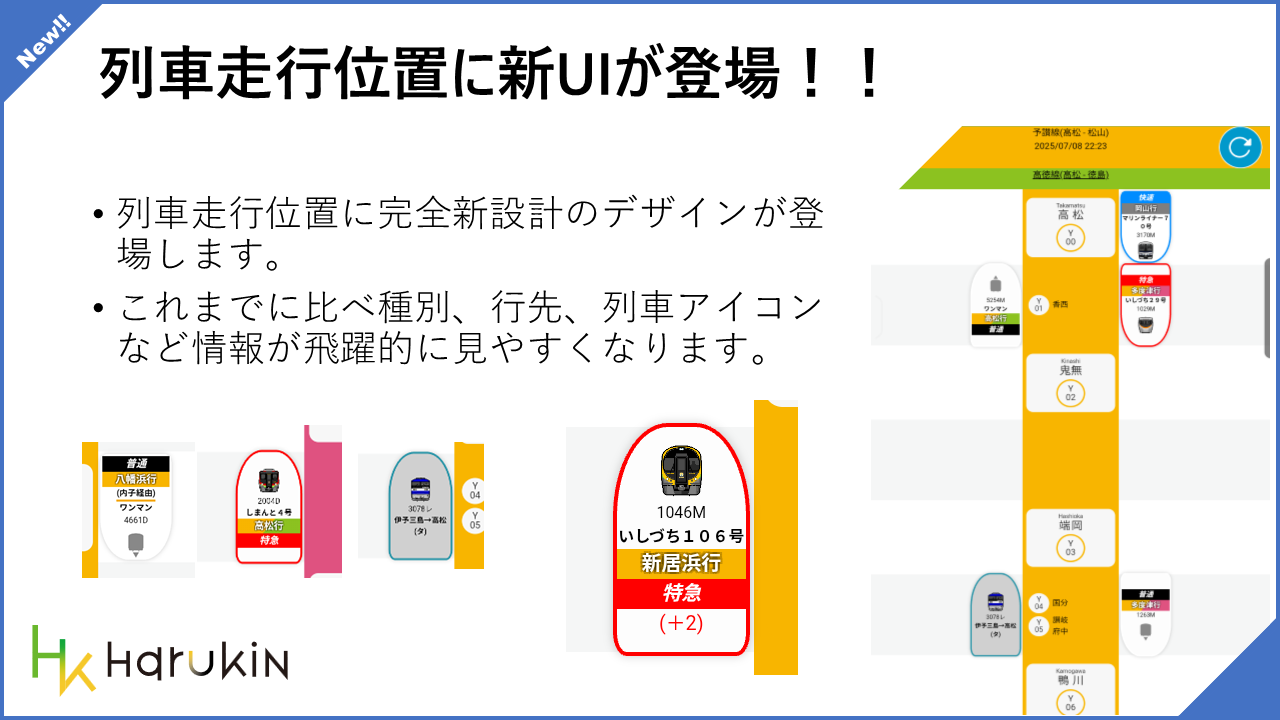 New!!
列車走行位置に新UIが登場！！
• 列車走行位置に完全新設計のデザインが登
場します。
• これまでに比べ種別、行先、列車アイコン
など情報が飛躍的に見やすくなります。
普通
八幡浜行
(内子経由)
ワンマン
4661D
2004D
しまんと４号
高松行
特急
3078レ
伊予三島→高松
(タ)
Y
04
Y
05
1046M
いしづち１０６号
新居浜行
特急
(＋2)
HK HARUKIN
予讃線(高松 - 松山)
2025/07/08 22:23
高徳線(高松 - 徳島)
Takamatsu
高 松
Y
00
快速
岡山行
マリンライナー７
０号
3170M
5254M
ワンマン
高松行
普通
Y
01
香西
特急
多度津行
いしづち２９号
1029M
Kinashi
鬼無
Y
02
Hashioka
端岡
Y
03
3078レ
伊予三島→高松
(タ)
Y
04
国分
Y
05
讃岐
府中
普通
多度津行
1263M
Kamogawa
鴨 川
Y
06